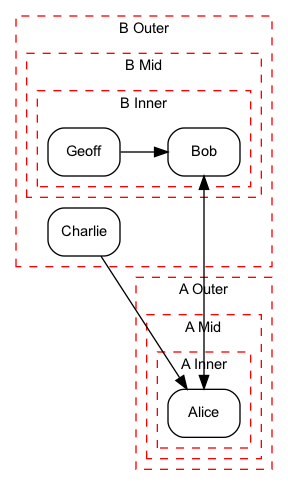 B Outer
B Mid
B Inner
Geoff
Bob
Charlie
A Outer
A Mid
A Inner
Alice